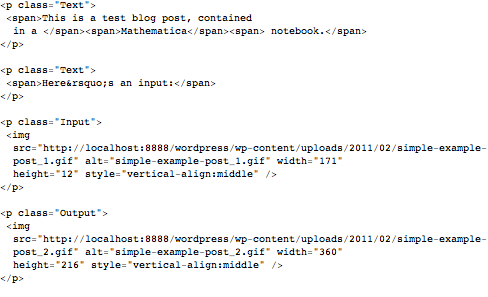 <p class="Text">
<span>This is a test blog post, contained
in a </span><span>Mathematica</span><span> notebook.</span>
</p>
<p class="Text">
<span>Here&rsquo;s an input:</span>
</p>
<p class="Input">
<img
src="http://localhost:8888/wordpress/wp-content/uploads/2011/02/simple-example-
post_1.gif" alt="simple-example-post_1.gif" width="171"
height="12" style="vertical-align:middle" />
</p>
<p class="Output">
<img
src="http://localhost:8888/wordpress/wp-content/uploads/2011/02/simple-example-
post_2.gif" alt="simple-example-post_2.gif" width="360"
height="216" style="vertical-align:middle" />
</p>